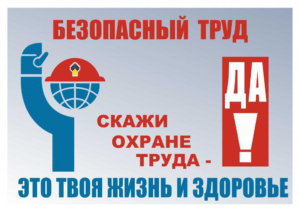 БЕЗОПАСНЫЙ ТРУД
СКАЖИ
ОХРАНЕ
ТРУДА -
ДА
!
ЭТО ТВОЯ ЖИЗНЬ И ЗДОРОВЬЕ